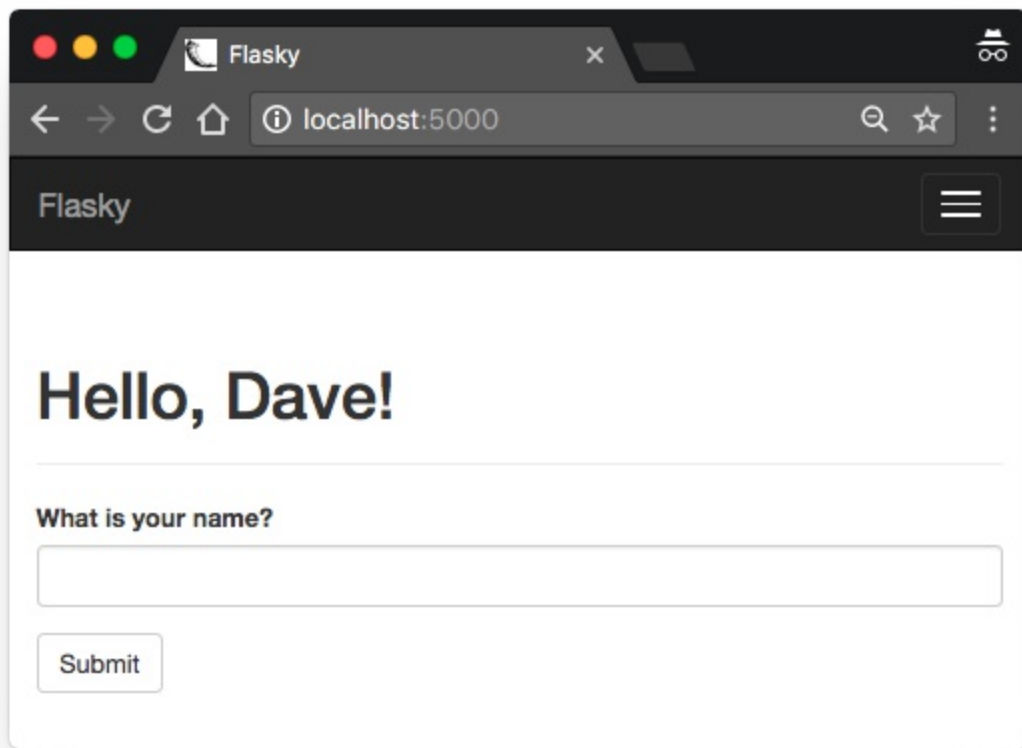 Flasky
localhost:5000
Flasky
Hello, Dave!
What is your name?
Submit